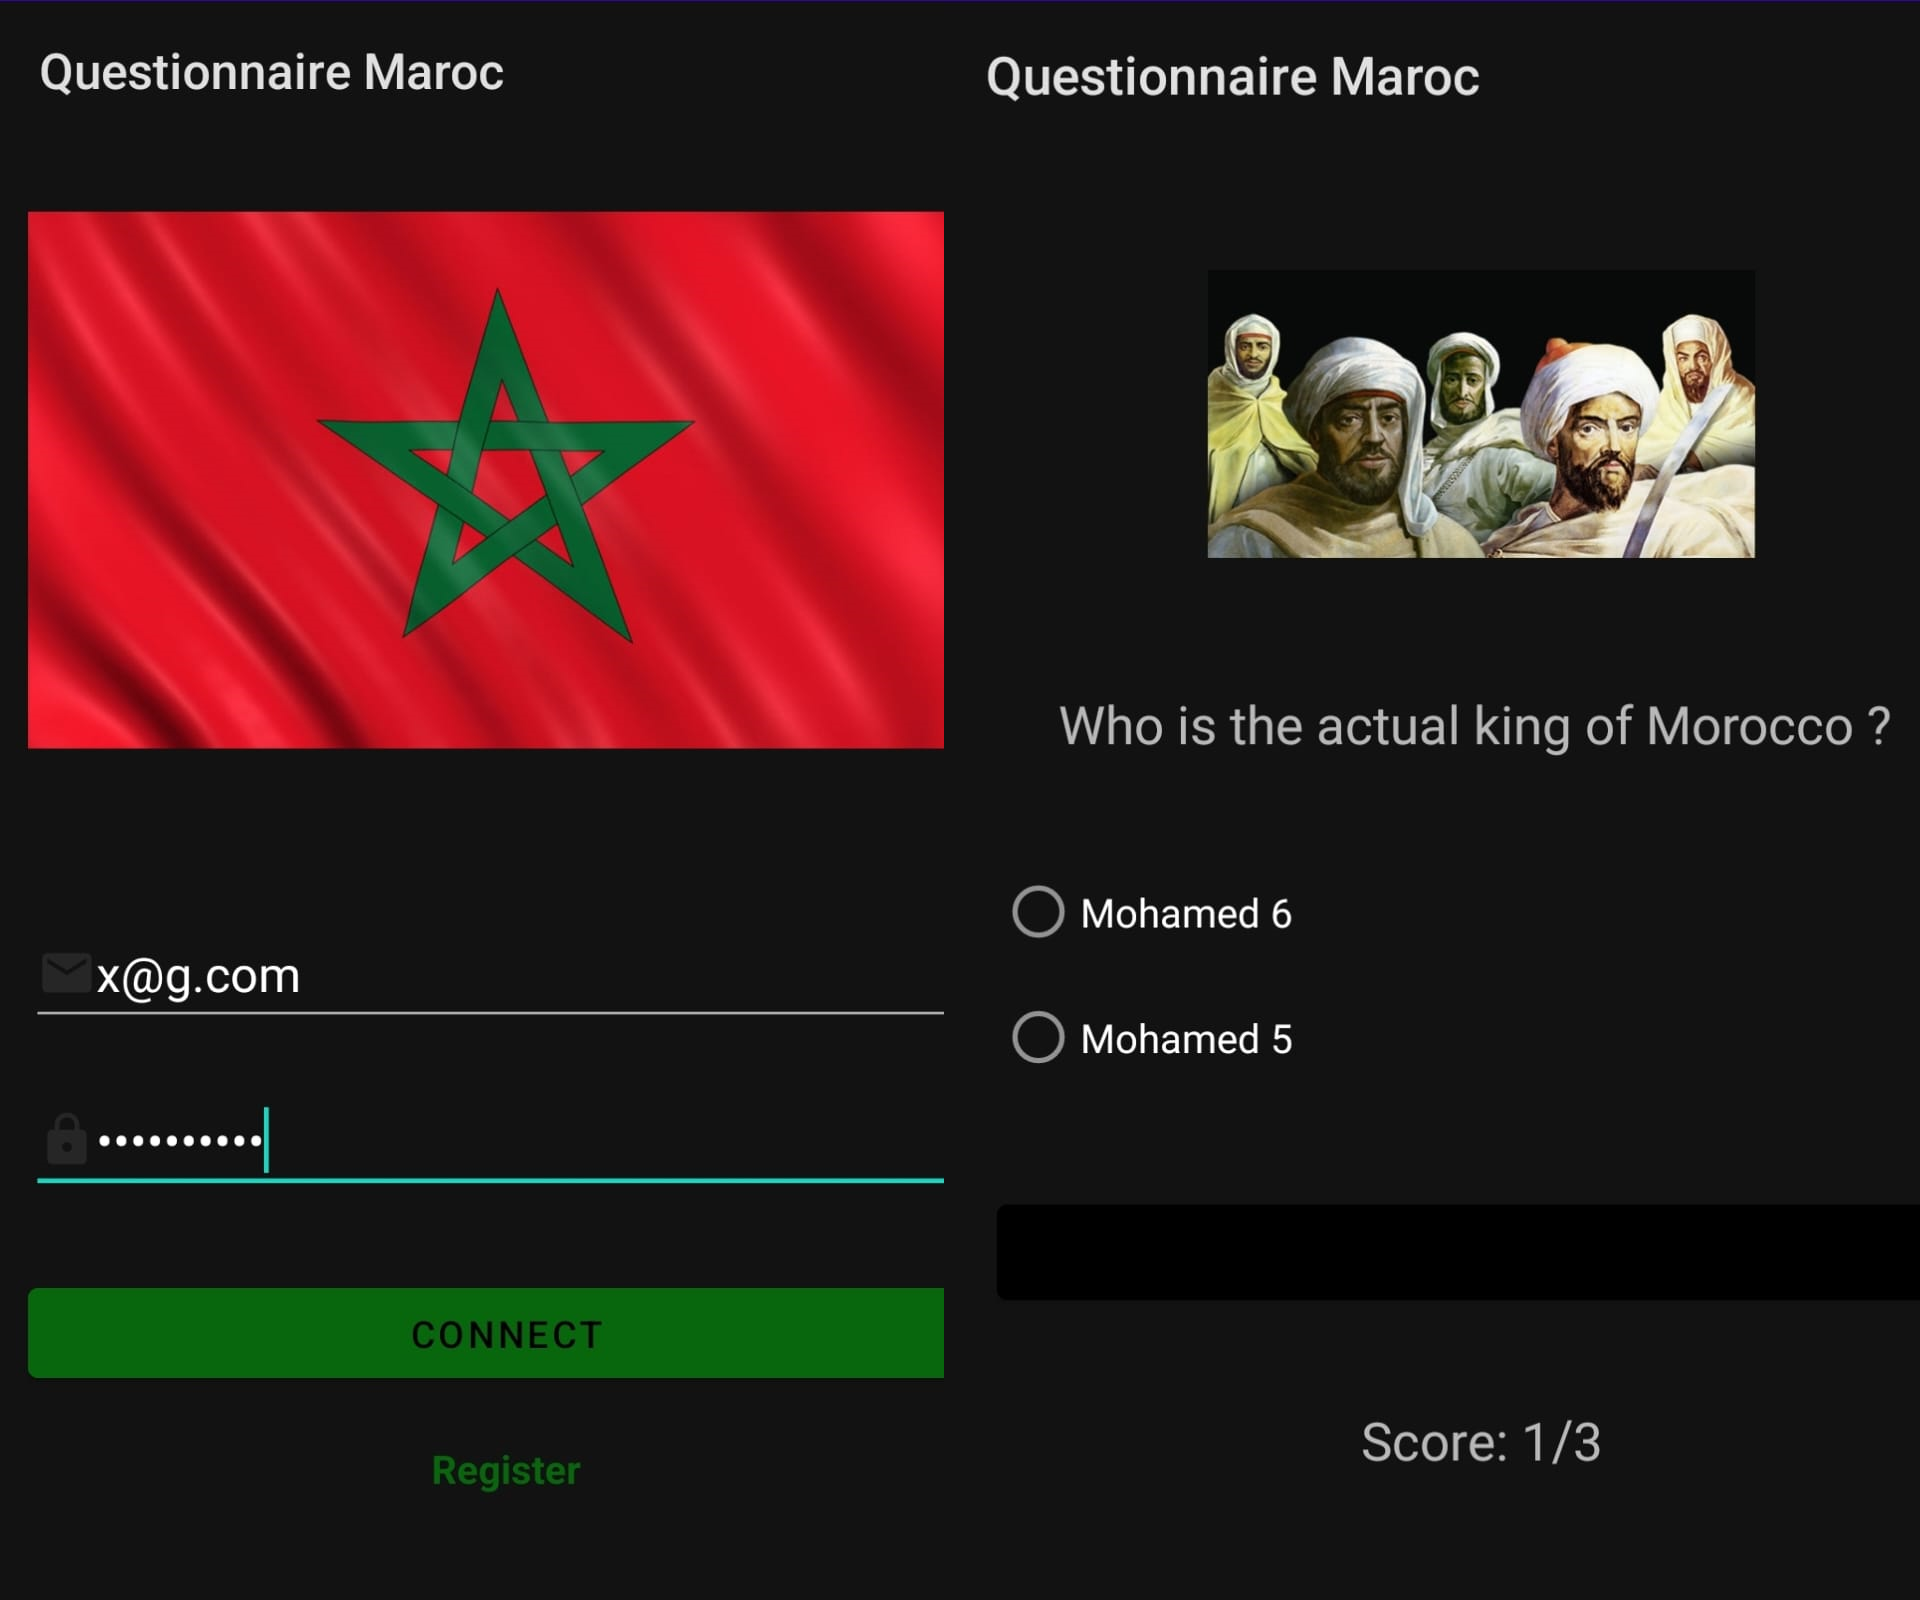 Questionnaire Maroc
x@g.com
••••••••••
CONNECT
Register
Questionnaire Maroc
Who is the actual king of Morocco ?
Mohamed 6
Mohamed 5
Score: 1/3